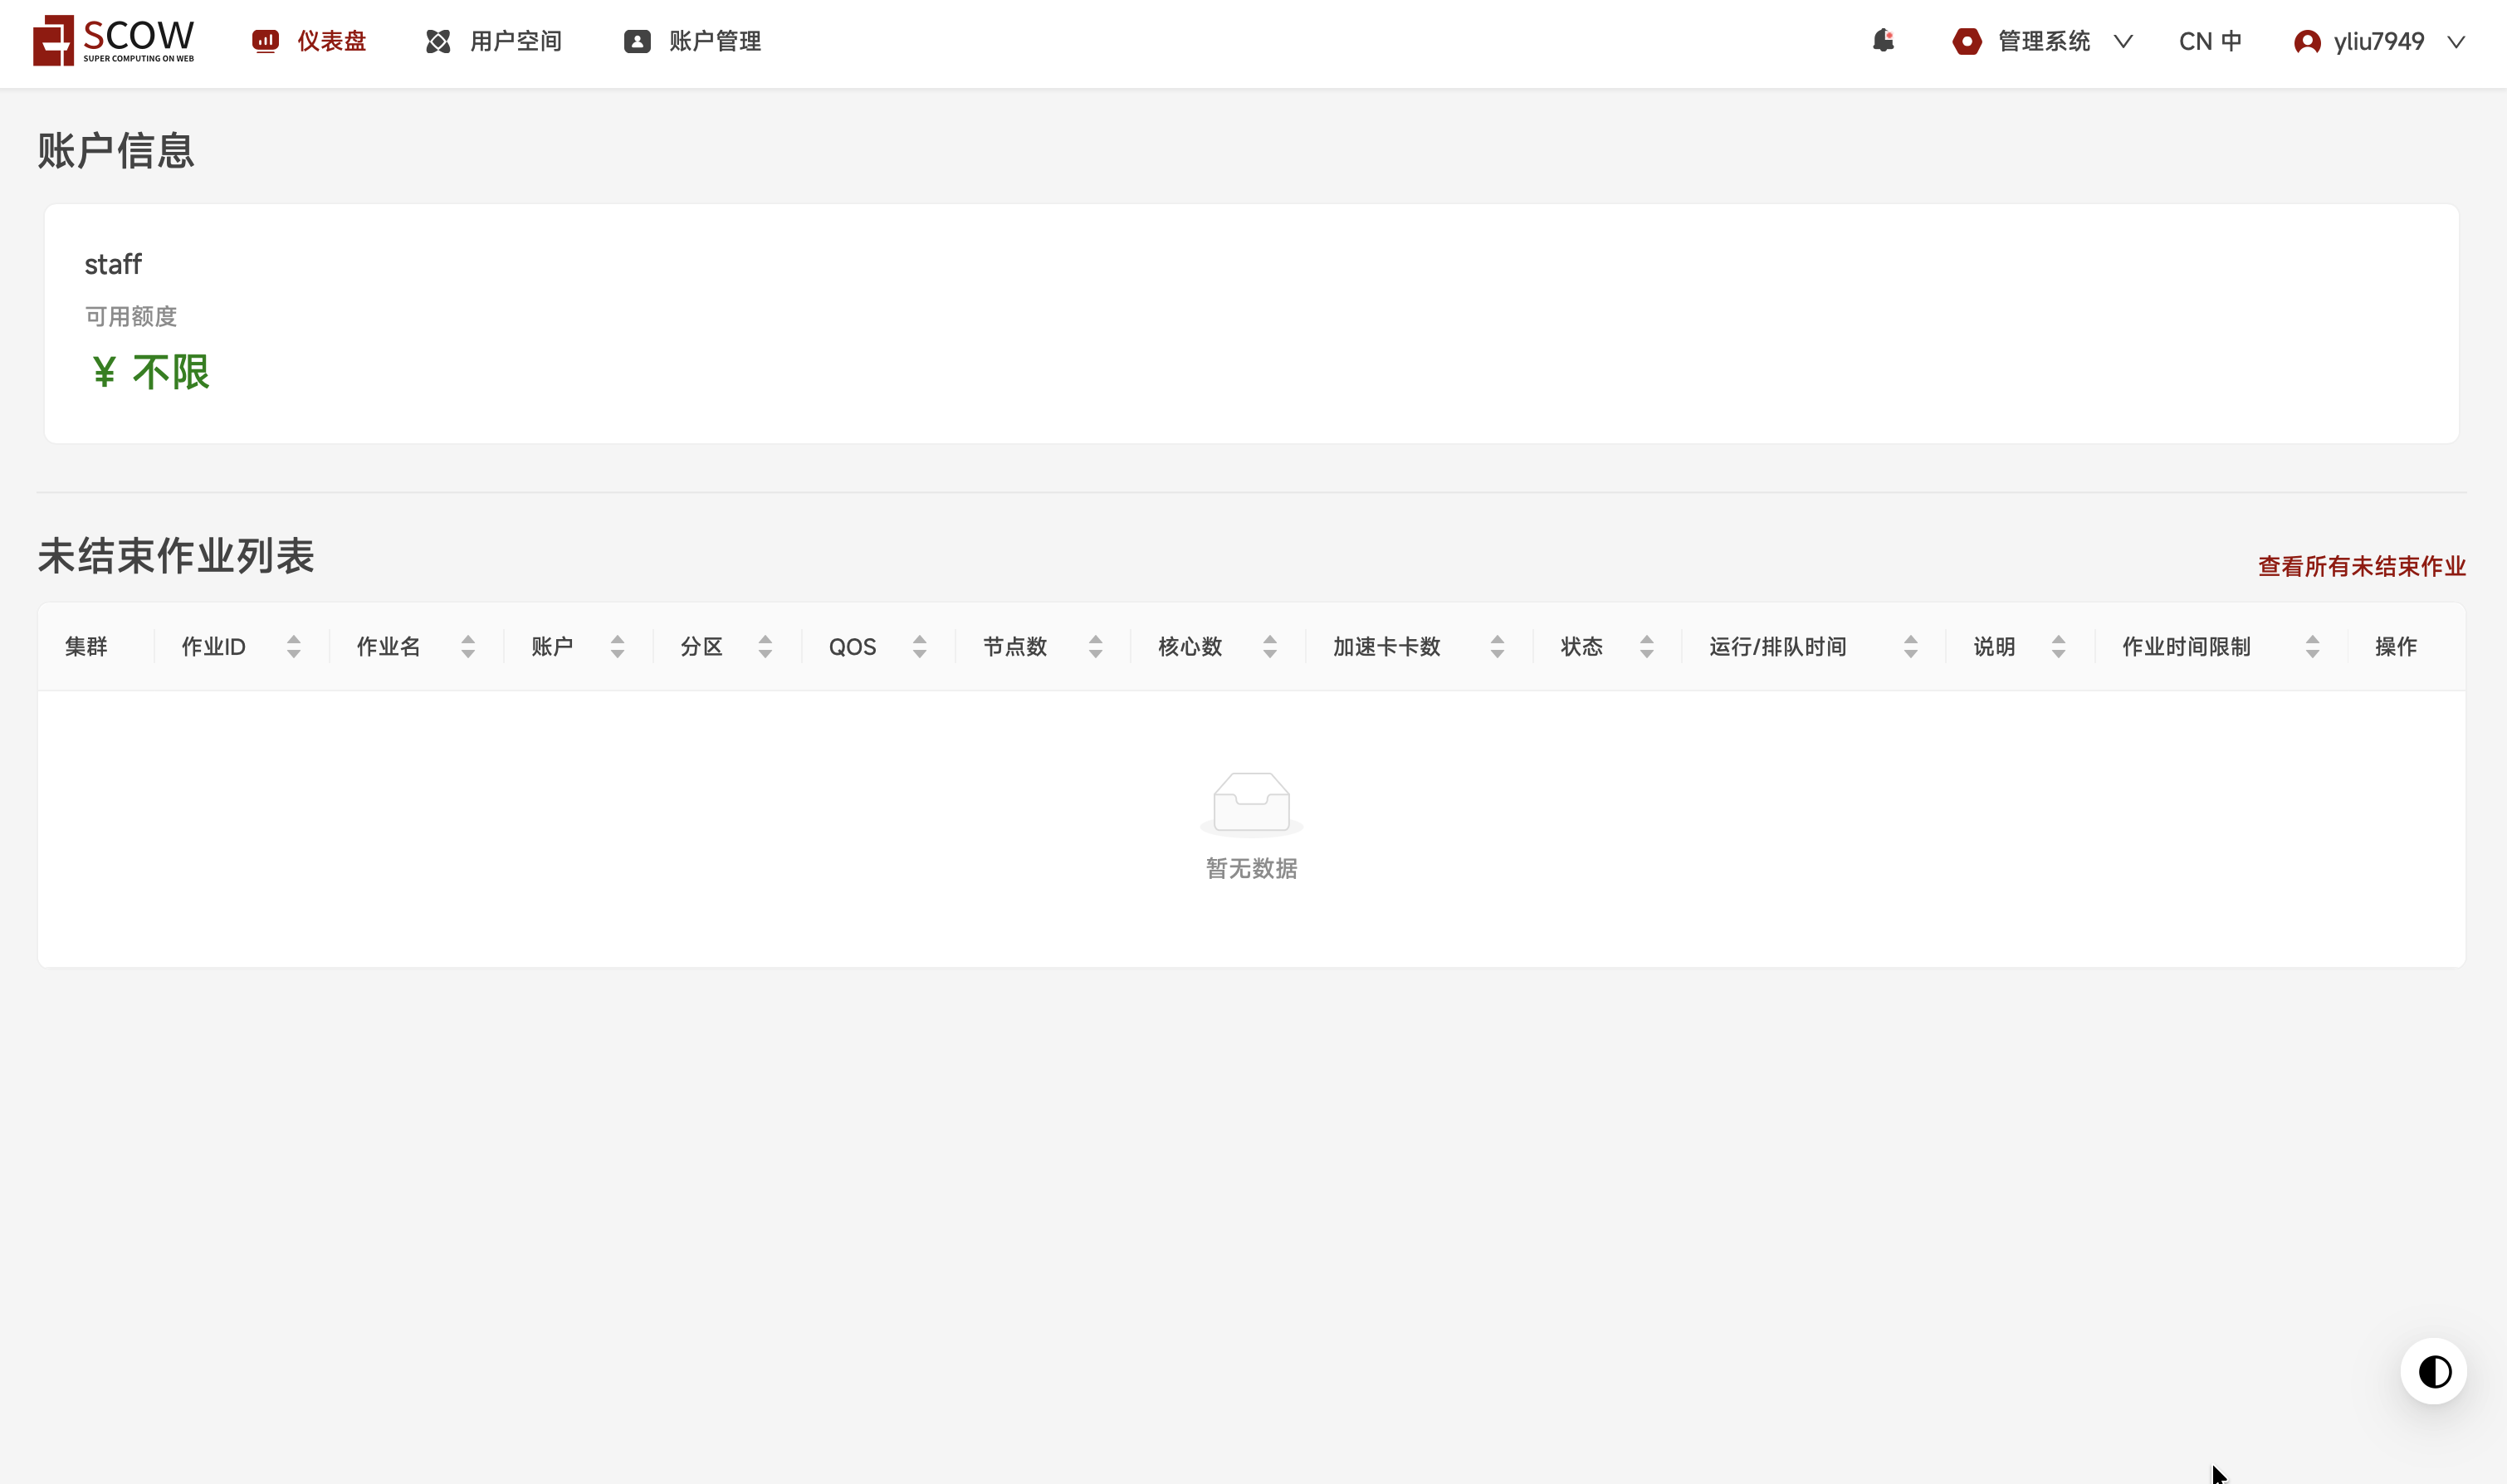 SCOW
SUPER COMPUTING ON WEB
仪表盘 用户空间 账户管理 管理系统 CN 中 yliu7949
账户信息
staff
可用额度
¥ 不限
未结束作业列表
查看所有未结束作业
集群 作业ID 作业名 账户 分区 QOS 节点数 核心数 加速卡卡数 状态 运行/排队时间 说明 作业时间限制 操作
暂无数据